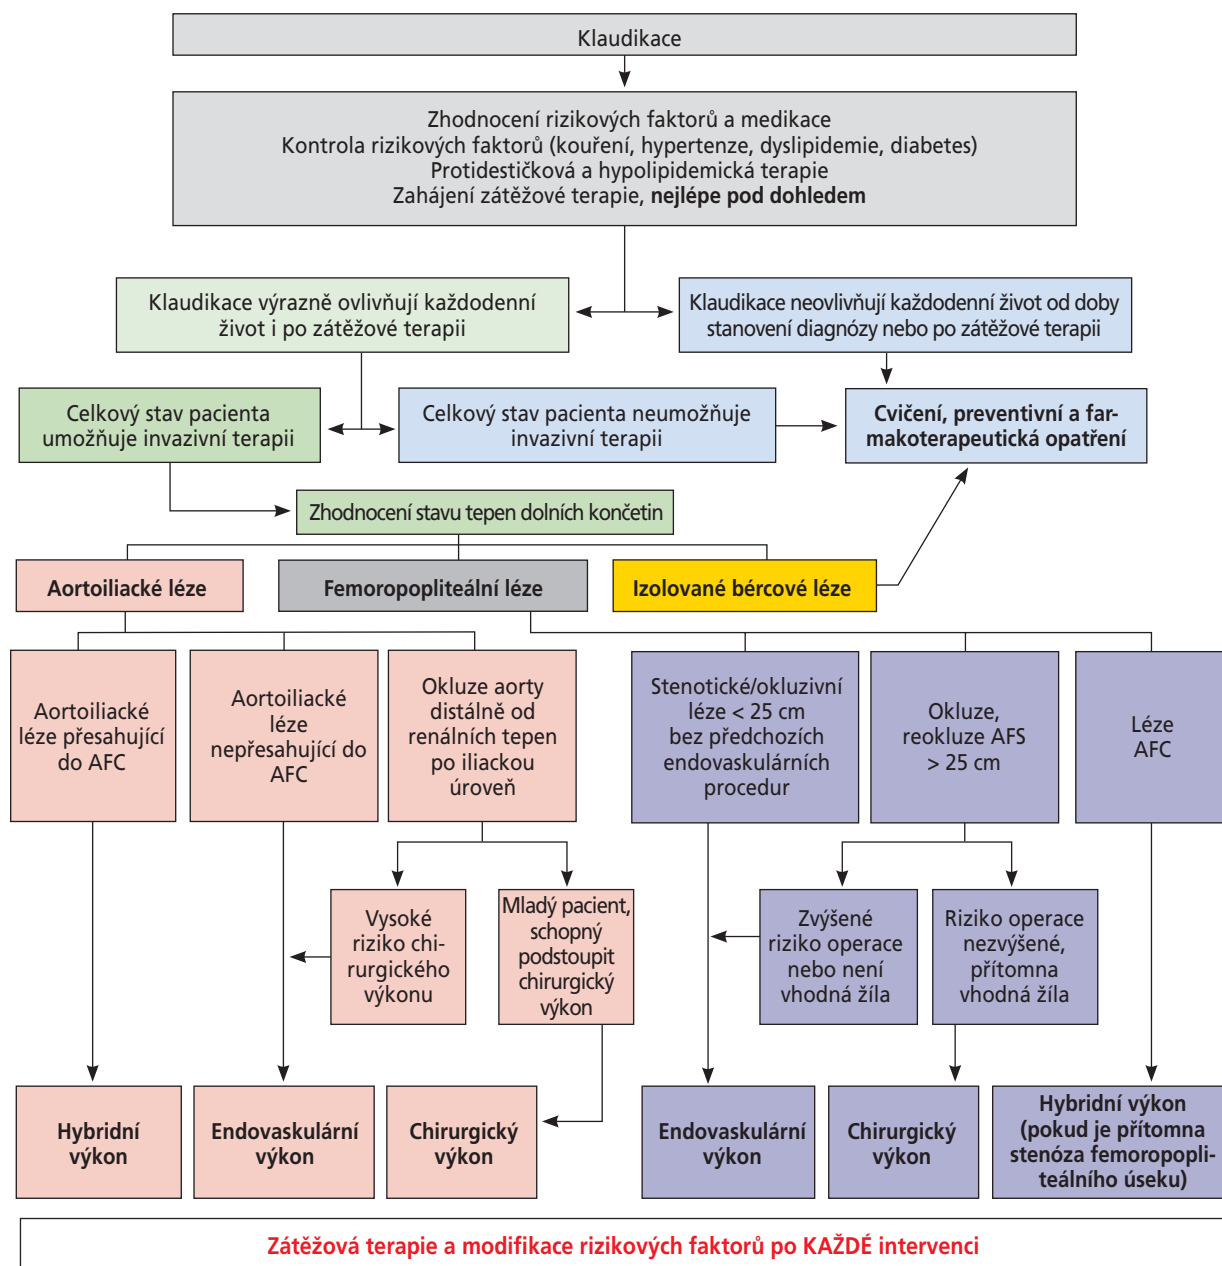 Klaudikace
Zhodnocení rizikových faktorů a medikace
Kontrola rizikových faktorů (kouření, hypertenze, dyslipidemie, diabetes)
Protidestičková a hypolipidemická terapie
Zahájení zátěžové terapie, nejlépe pod dohledem
Klaudikace výrazně ovlivňují každodenní
život i po zátěžové terapii
Klaudikace neovlivňují každodenní život od doby
stanovení diagnózy nebo po zátěžové terapii
Celkový stav pacienta
umožňuje invazivní terapii
Celkový stav pacienta neumožňuje
invazivní terapii
Cvičení, preventivní a far-
makoterapeutická opatření
Zhodnocení stavu tepen dolních končetin
Aortoiliacké léze
Femoropopliteální léze
Izolované bércové léze
Aortoiliacké
léze přesahující
do AFC
Aortoiliacké
léze
nepřesahující do
AFC
Okluze aorty
distálně od
renálních tepen
po iliackou
úroveň
Stenotické/okluzivní
léze < 25 cm
bez předchozích
endovaskulárních
procedur
Okluze,
reokluze AFS
> 25 cm
Léze
AFC
Vysoké
riziko chi-
rurgického
výkonu
Mladý pacient,
schopný
podstoupit
chirurgický
výkon
Zvýšené
riziko operace
nebo není
vhodná žíla
Riziko operace
nezvýšené,
přítomna
vhodná žíla
Hybridní
výkon
Endovaskulární
výkon
Chirurgický
výkon
Endovaskulární
výkon
Chirurgický
výkon
Hybridní výkon
(pokud je přítomna
stenóza femoropopli-
teálního úseku)
Zátěžová terapie a modifikace rizikových faktorů po KAŽDÉ intervenci